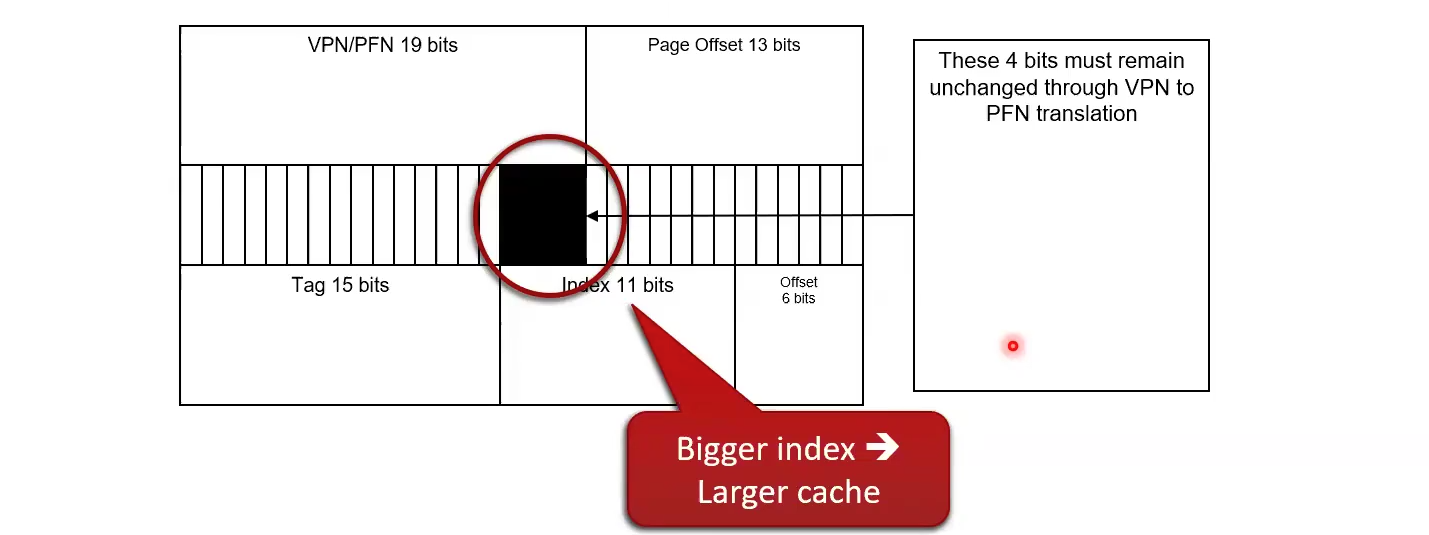 VPN/PFN 19 bits
Page Offset 13 bits
These 4 bits must remain
unchanged through VPN to
PFN translation
Tag 15 bits
Index 11 bits
Offset
6 bits
Bigger index ➔
Larger cache